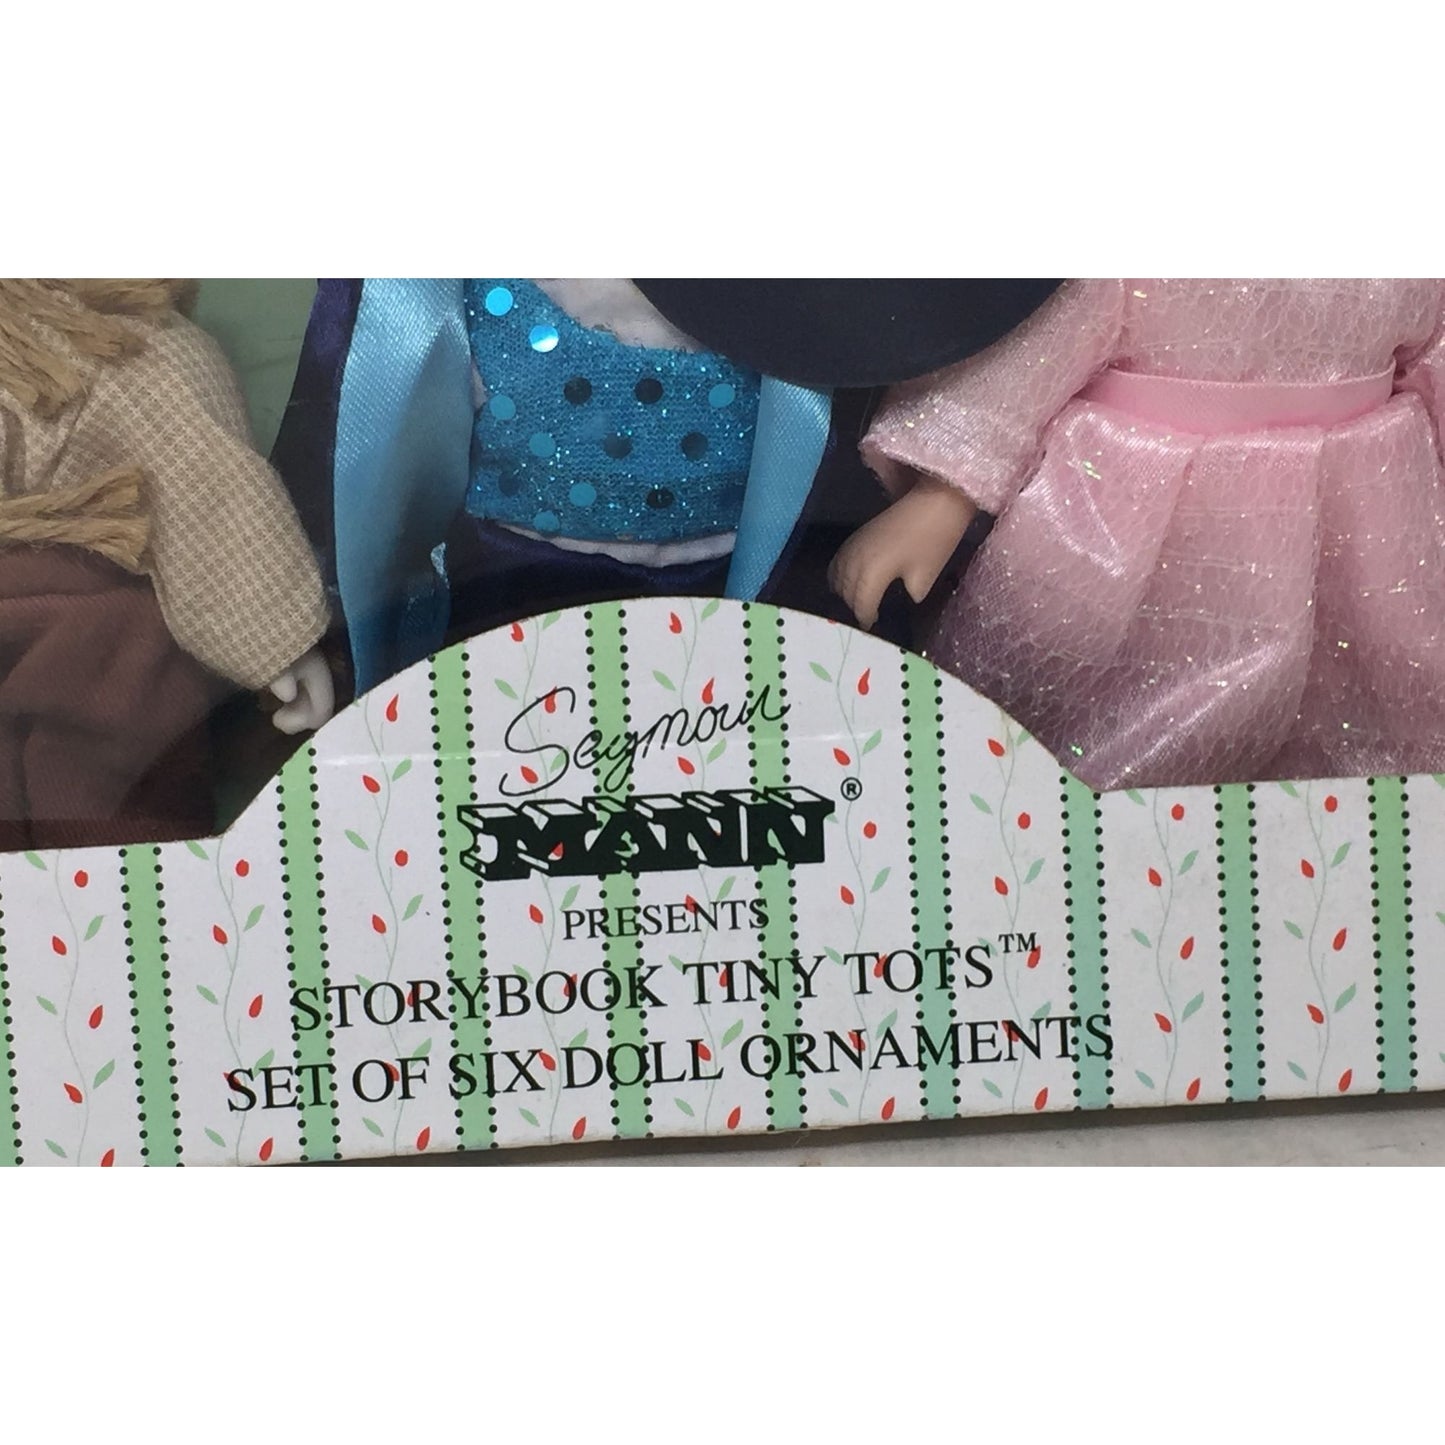 Seymour
MANN®
PRESENTS
STORYBOOK TINY TOTS™
SET OF SIX DOLL ORNAMENTS